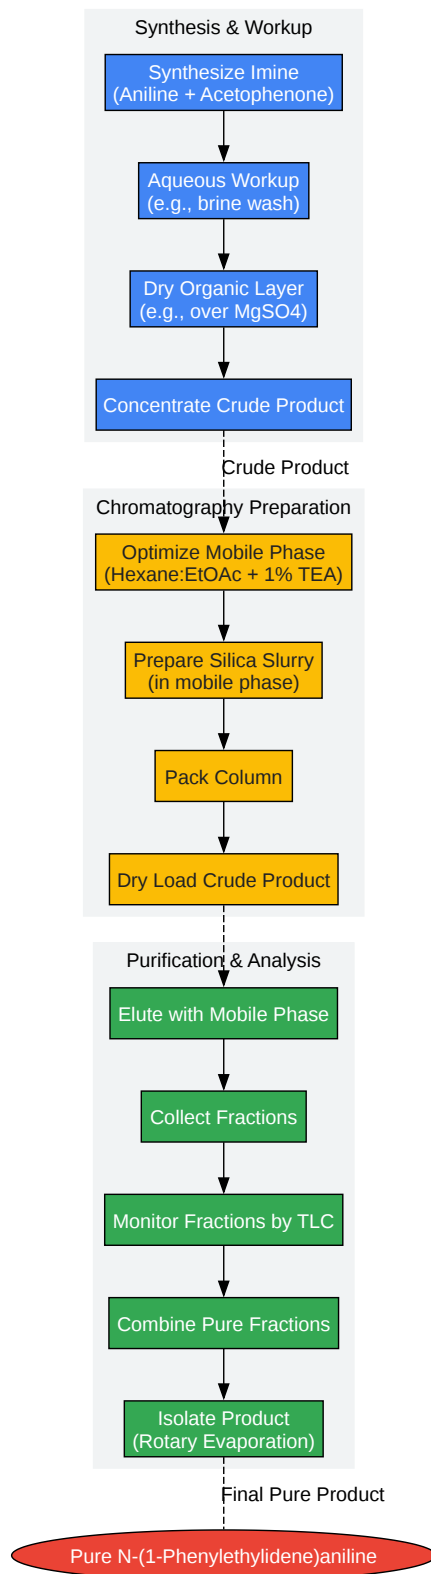 Synthesis & Workup
Synthesize Imine
(Aniline + Acetophenone)
Aqueous Workup
(e.g., brine wash)
Dry Organic Layer
(e.g., over MgSO4)
Concentrate Crude Product
Crude Product
Chromatography Preparation
Optimize Mobile Phase
(Hexane:EtOAc + 1% TEA)
Prepare Silica Slurry
(in mobile phase)
Pack Column
Dry Load Crude Product
Purification & Analysis
Elute with Mobile Phase
Collect Fractions
Monitor Fractions by TLC
Combine Pure Fractions
Isolate Product
(Rotary Evaporation)
Final Pure Product
Pure N-(1-Phenylethylidene)aniline